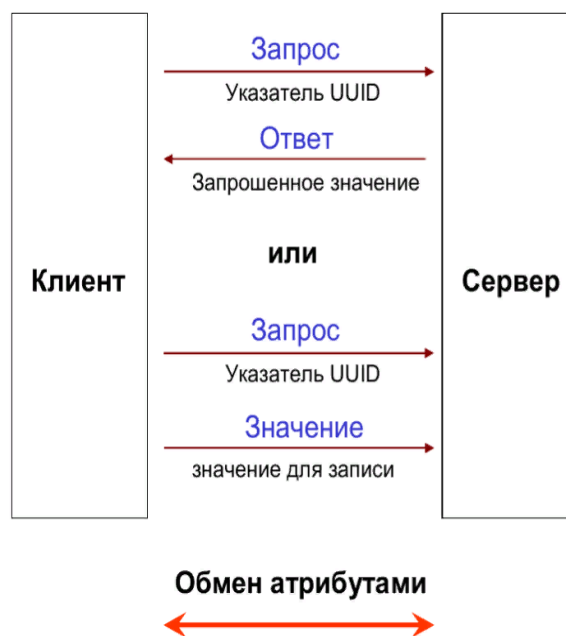 Запрос
Указатель UUID
Ответ
Запрошенное значение
или
Клиент
Сервер
Запрос
Указатель UUID
Значение
значение для записи
Обмен атрибутами